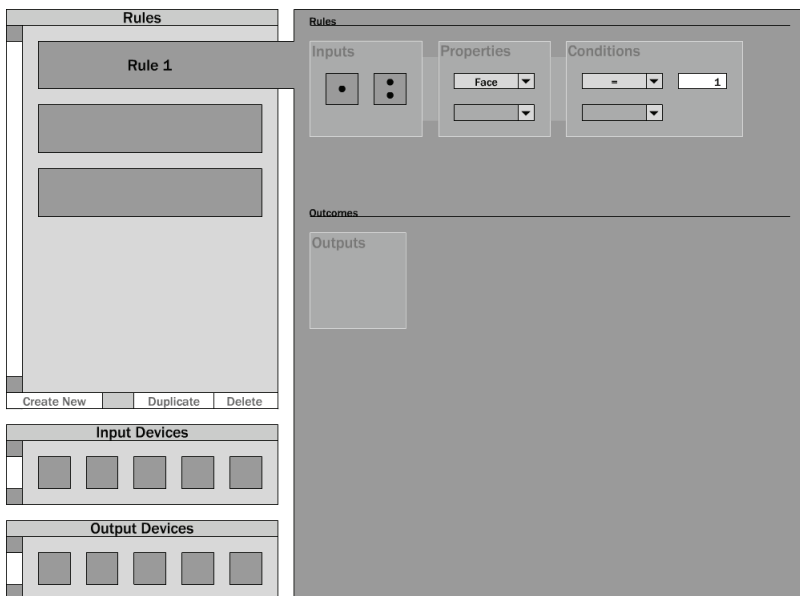 Rules
Rule 1
Create New
Duplicate
Delete
Input Devices
Output Devices
Rules
Inputs
Properties
Conditions
Face
=
1
Outcomes
Outputs